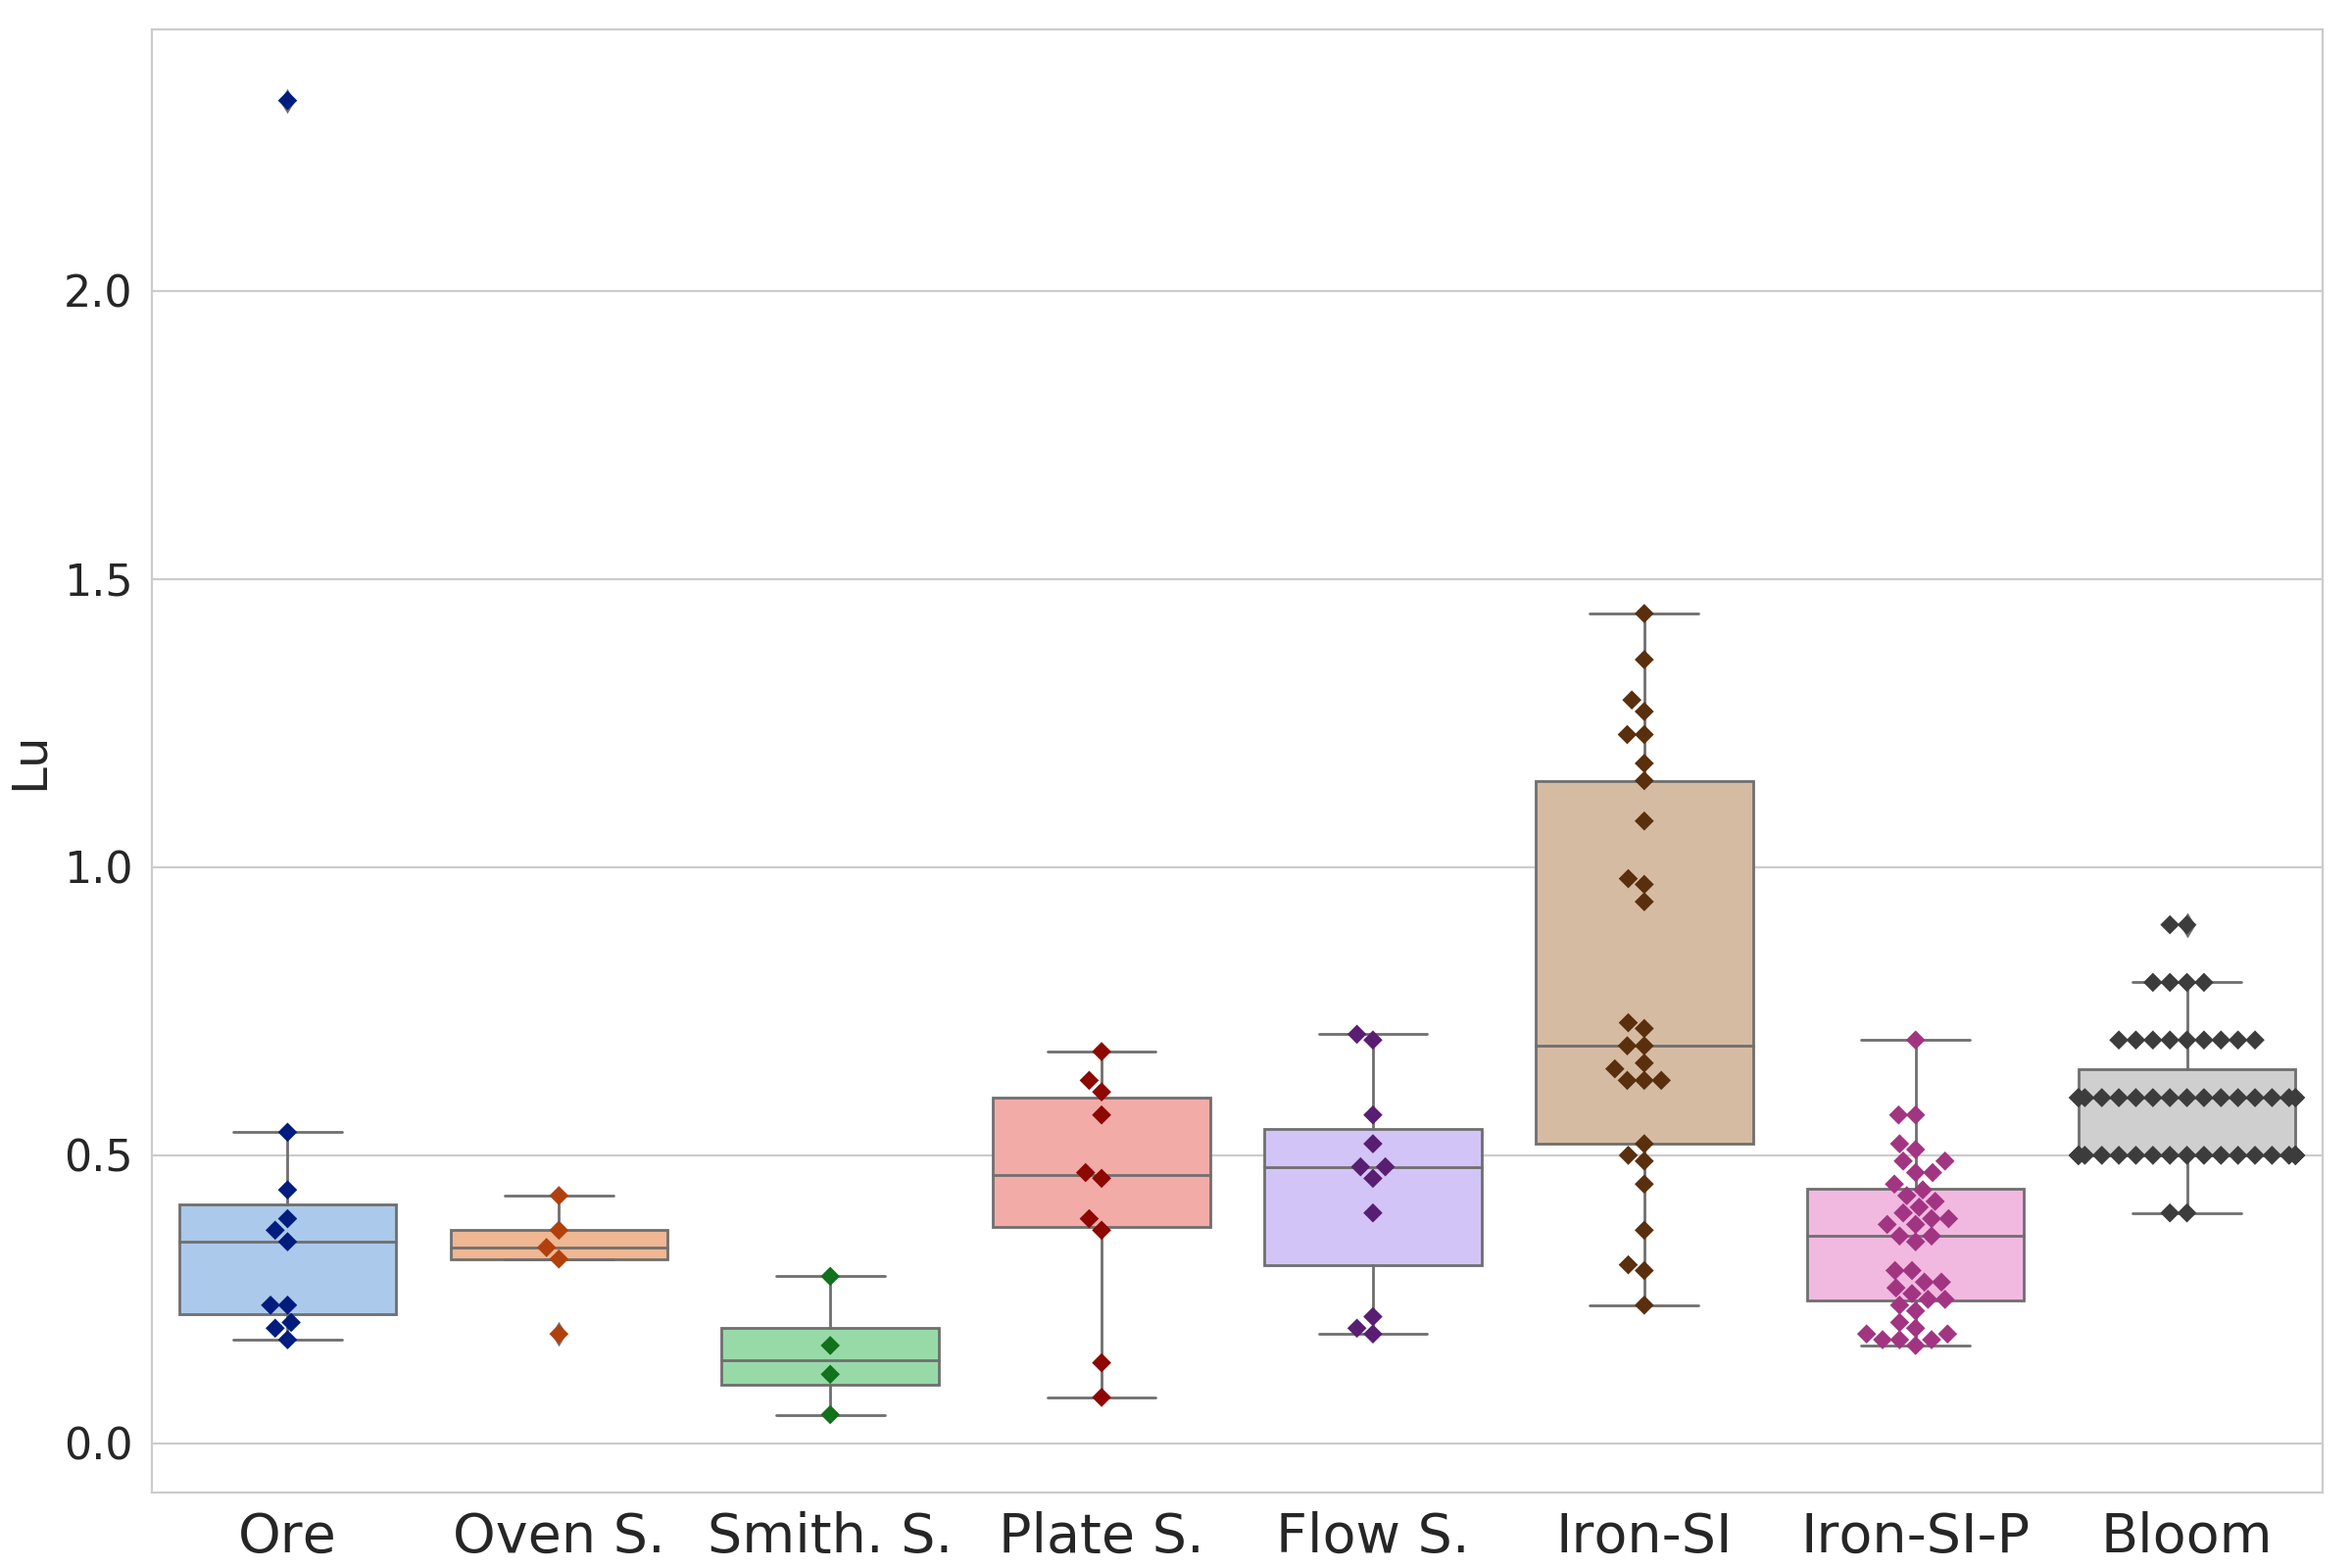 Lu
2.0
1.5
1.0
0.5
0.0
Ore Oven S. Smith. S. Plate S. Flow S. Iron-SI Iron-SI-P Bloom